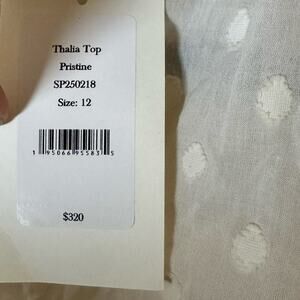 Thalia Top
Pristine
SP250218
Size: 12
1 95066 95583 5
$320